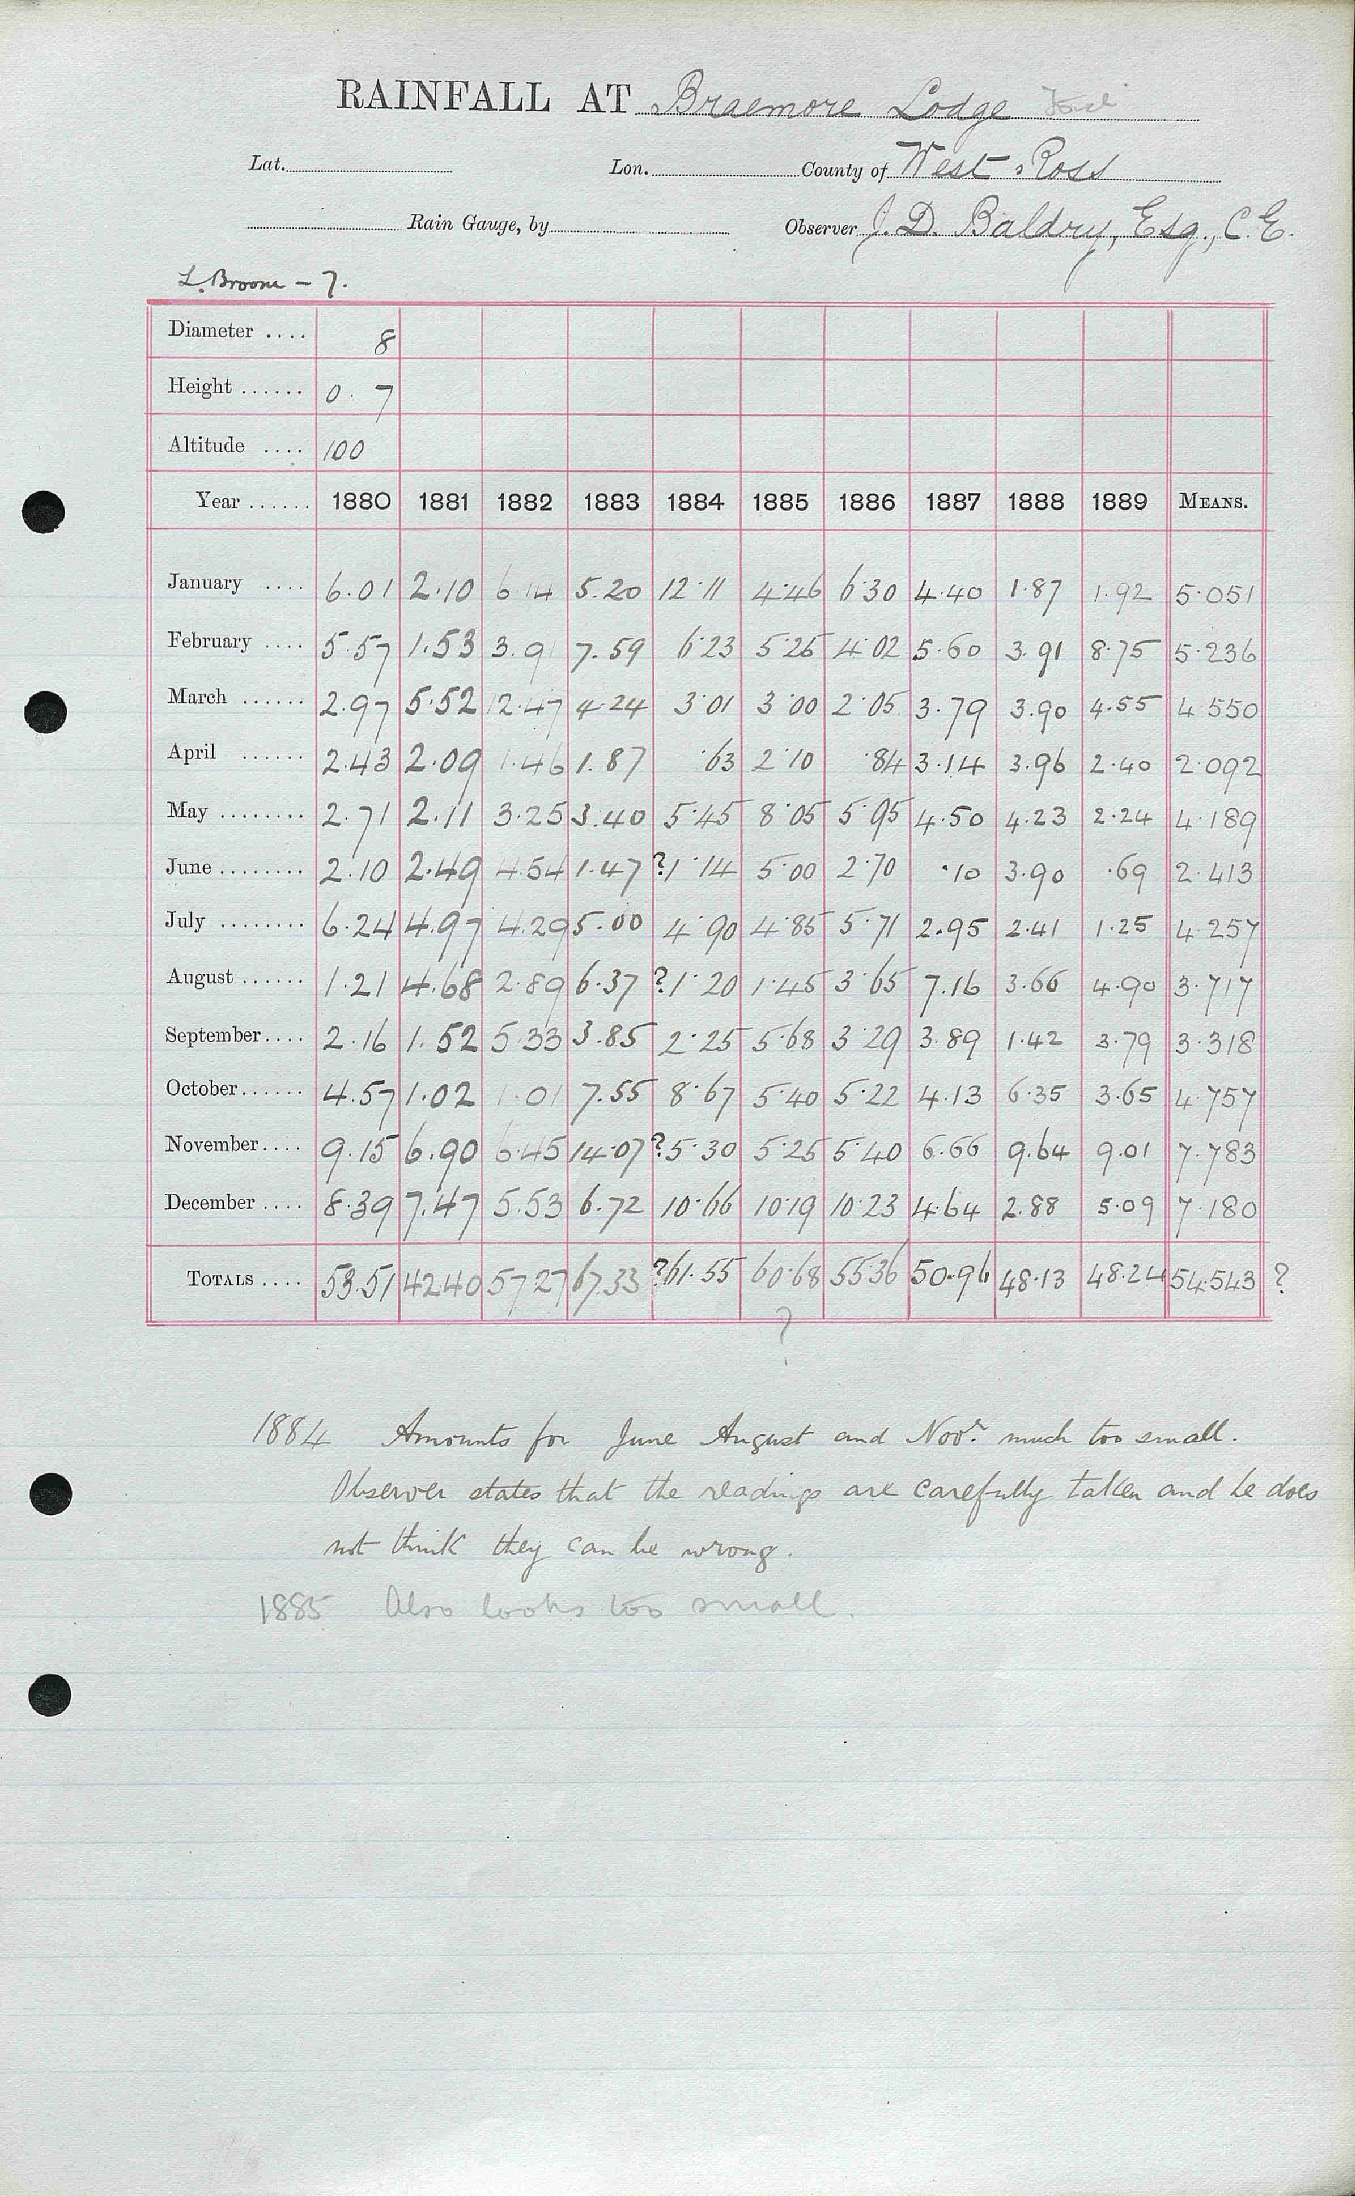 RAINFALL AT Braemore Lodge
Lat. Lon. County of West Ross
Rain Gauge, by Observer J. D. Baldry, Esq., C.E.
L. Broom - 7.
Diameter .... 8
Height ...... 0.7
Altitude .... 100
Year ...... 1880 1881 1882 1883 1884 1885 1886 1887 1888 1889 MEANS.
January .... 6.01 2.10 6.14 5.20 12.11 4.46 6.30 4.40 1.87 1.92 5.051
February .... 5.57 1.53 3.91 7.59 6.23 5.25 4.02 5.60 3.91 8.75 5.236
March ...... 2.97 5.52 12.47 4.24 3.01 3.00 2.05 3.79 3.90 4.55 4.550
April ...... 2.43 2.09 1.46 1.87 .63 2.10 .84 3.14 3.96 2.40 2.092
May ........ 2.71 2.11 3.25 3.40 5.45 8.05 5.95 4.50 4.23 2.24 4.189
June ........ 2.10 2.49 4.54 1.47 ?1.14 5.00 2.70 .10 3.90 .69 2.413
July ........ 6.24 4.97 4.29 5.00 4.90 4.85 5.71 2.95 2.41 1.25 4.257
August ...... 1.21 4.68 2.89 6.37 ?1.20 1.45 3.65 7.16 3.66 4.90 3.717
September.... 2.16 1.52 5.33 3.85 2.25 5.68 3.29 3.89 1.42 3.79 3.318
October...... 4.57 1.02 1.01 7.55 8.67 5.40 5.22 4.13 6.35 3.65 4.757
November.... 9.15 6.90 6.45 14.07 ?5.30 5.25 5.40 6.66 9.64 9.01 7.783
December .... 8.39 7.47 5.53 6.72 10.66 10.19 10.23 4.64 2.88 5.09 7.180
TOTALS .... 53.51 42.40 57.27 67.33 ?61.55 60.68 55.36 50.96 48.13 48.24 54.543 ?
?
1884 Amounts for June August and Novr. much too small.
Observer states that the readings are carefully taken and he does
not think they can be wrong.
1885 Also looks too small.